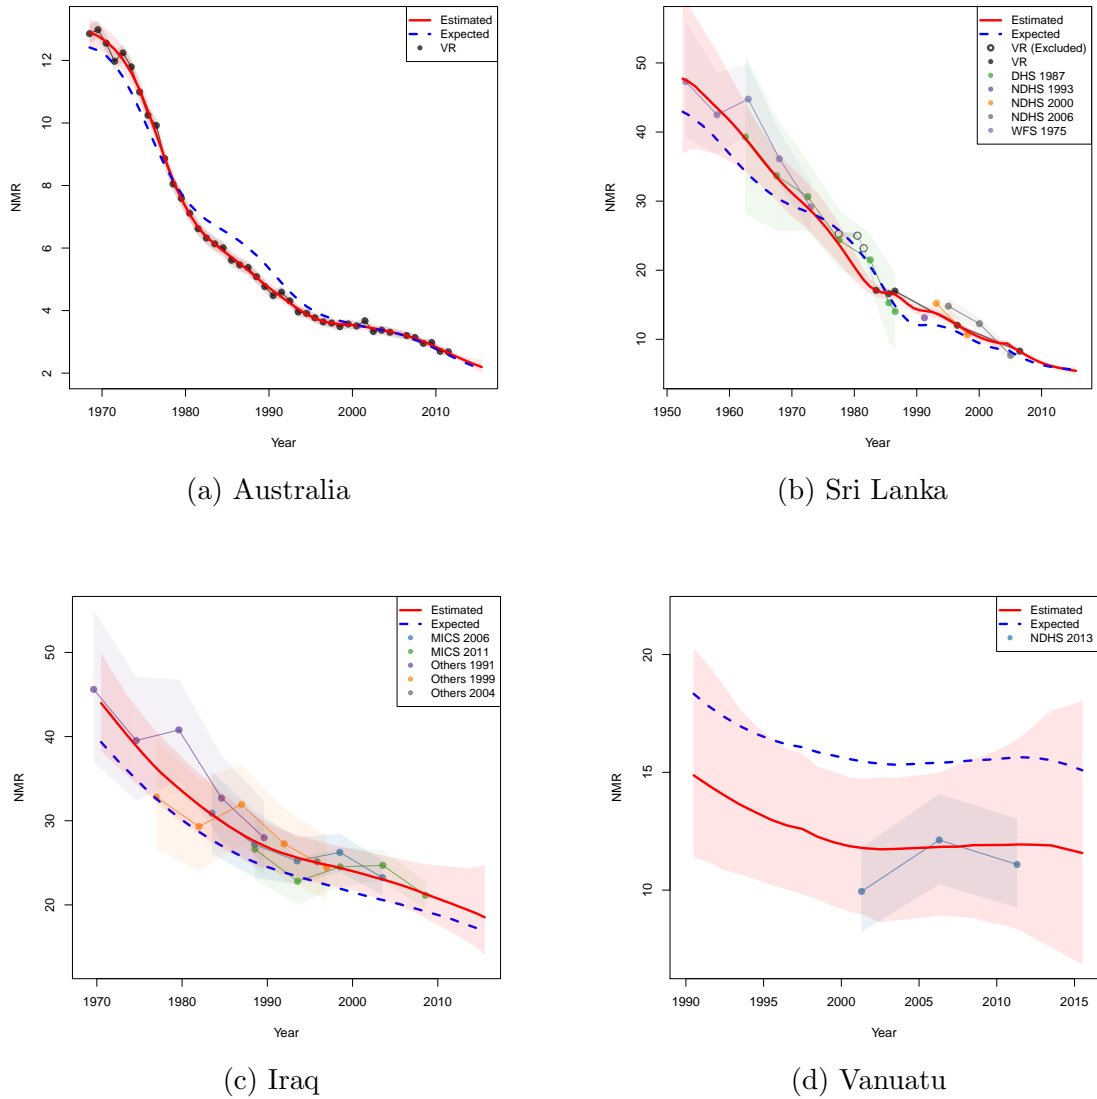 Estimated
Expected
VR
NMR
2
4
6
8
10
12
1970
1980
1990
2000
2010
Year
(a) Australia
Estimated
Expected
VR (Excluded)
VR
DHS 1987
NDHS 1993
NDHS 2000
NDHS 2006
WFS 1975
NMR
10
20
30
40
50
1950
1960
1970
1980
1990
2000
2010
Year
(b) Sri Lanka
Estimated
Expected
MICS 2006
MICS 2011
Others 1991
Others 1999
Others 2004
NMR
20
30
40
50
1970
1980
1990
2000
2010
Year
(c) Iraq
Estimated
Expected
NDHS 2013
NMR
10
15
20
1990
1995
2000
2005
2010
2015
Year
(d) Vanuatu